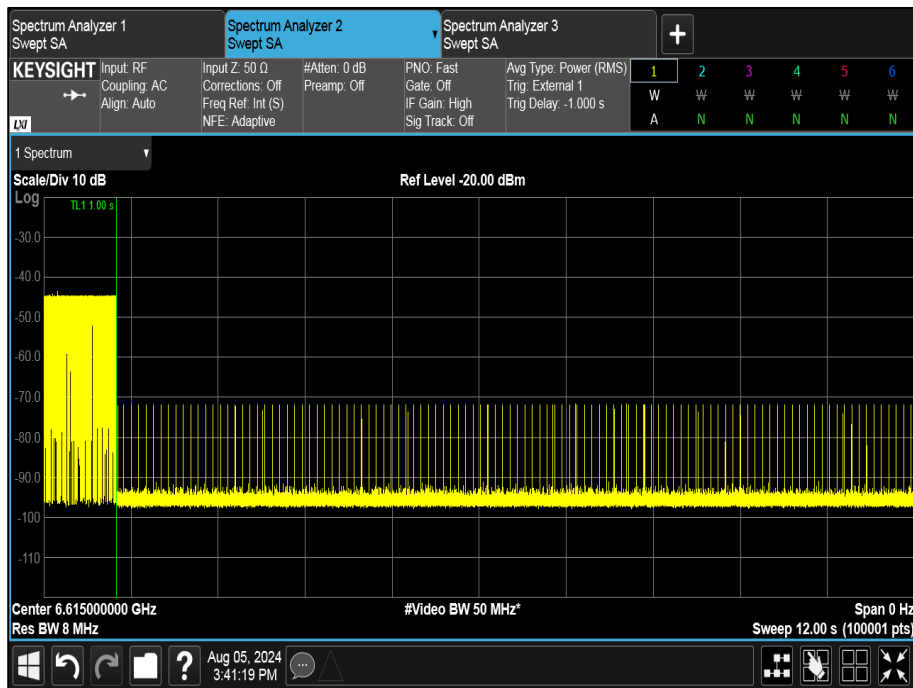 Spectrum Analyzer 1
Swept SA
Spectrum Analyzer 2
Swept SA
Spectrum Analyzer 3
Swept SA
+
KEYSIGHT
LXI
Input: RF
Coupling: AC
Align: Auto
Input Z: 50 Ω
Corrections: Off
Freq Ref: Int (S)
NFE: Adaptive
#Atten: 0 dB
Preamp: Off
PNO: Fast
Gate: Off
IF Gain: High
Sig Track: Off
Avg Type: Power (RMS)
Trig: External 1
Trig Delay: -1.000 s
1 2 3 4 5 6
W W W W W W
A N N N N N
1 Spectrum
Scale/Div 10 dB
Ref Level -20.00 dBm
Log
TL1 1.00 s
-30.0
-40.0
-50.0
-60.0
-70.0
-80.0
-90.0
-100
-110
Center 6.615000000 GHz
#Video BW 50 MHz*
Span 0 Hz
Res BW 8 MHz
Sweep 12.00 s (100001 pts)
?
Aug 05, 2024
3:41:19 PM